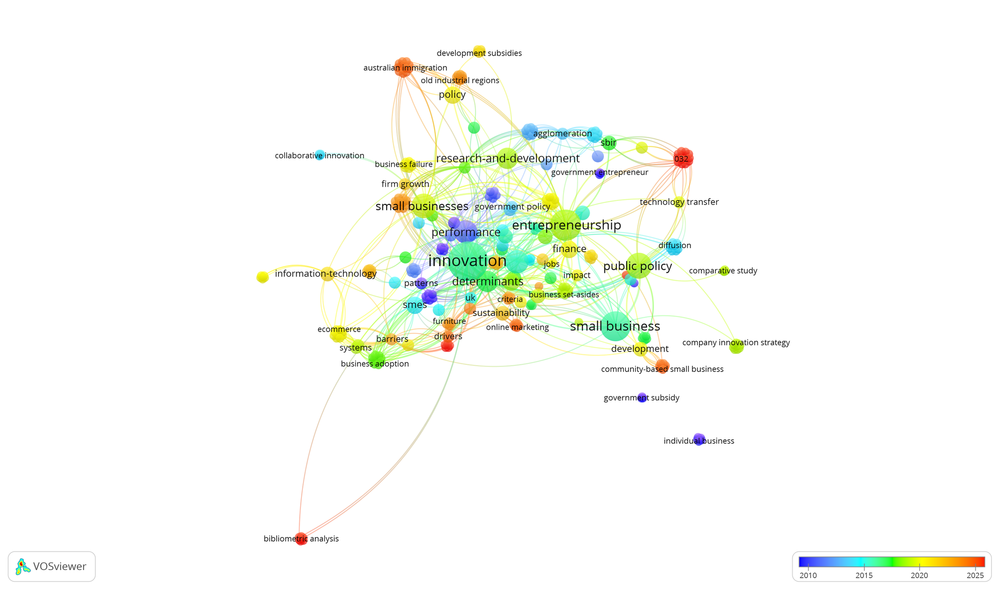 development subsidies
australian immigration
old industrial regions
policy
agglomeration
sbir
collaborative innovation
research-and-development
032
business failure
government entrepreneur
firm growth
technology transfer
small businesses
government policy
entrepreneurship
performance
diffusion
finance
innovation
jobs
public policy
comparative study
information-technology
impact
determinants
patterns
business set-asides
uk
criteria
smes
sustainability
furniture
small business
online marketing
ecommerce
drivers
barriers
company innovation strategy
systems
development
business adoption
community-based small business
government subsidy
individual business
bibliometric analysis
VOSviewer
2010 2015 2020 2025